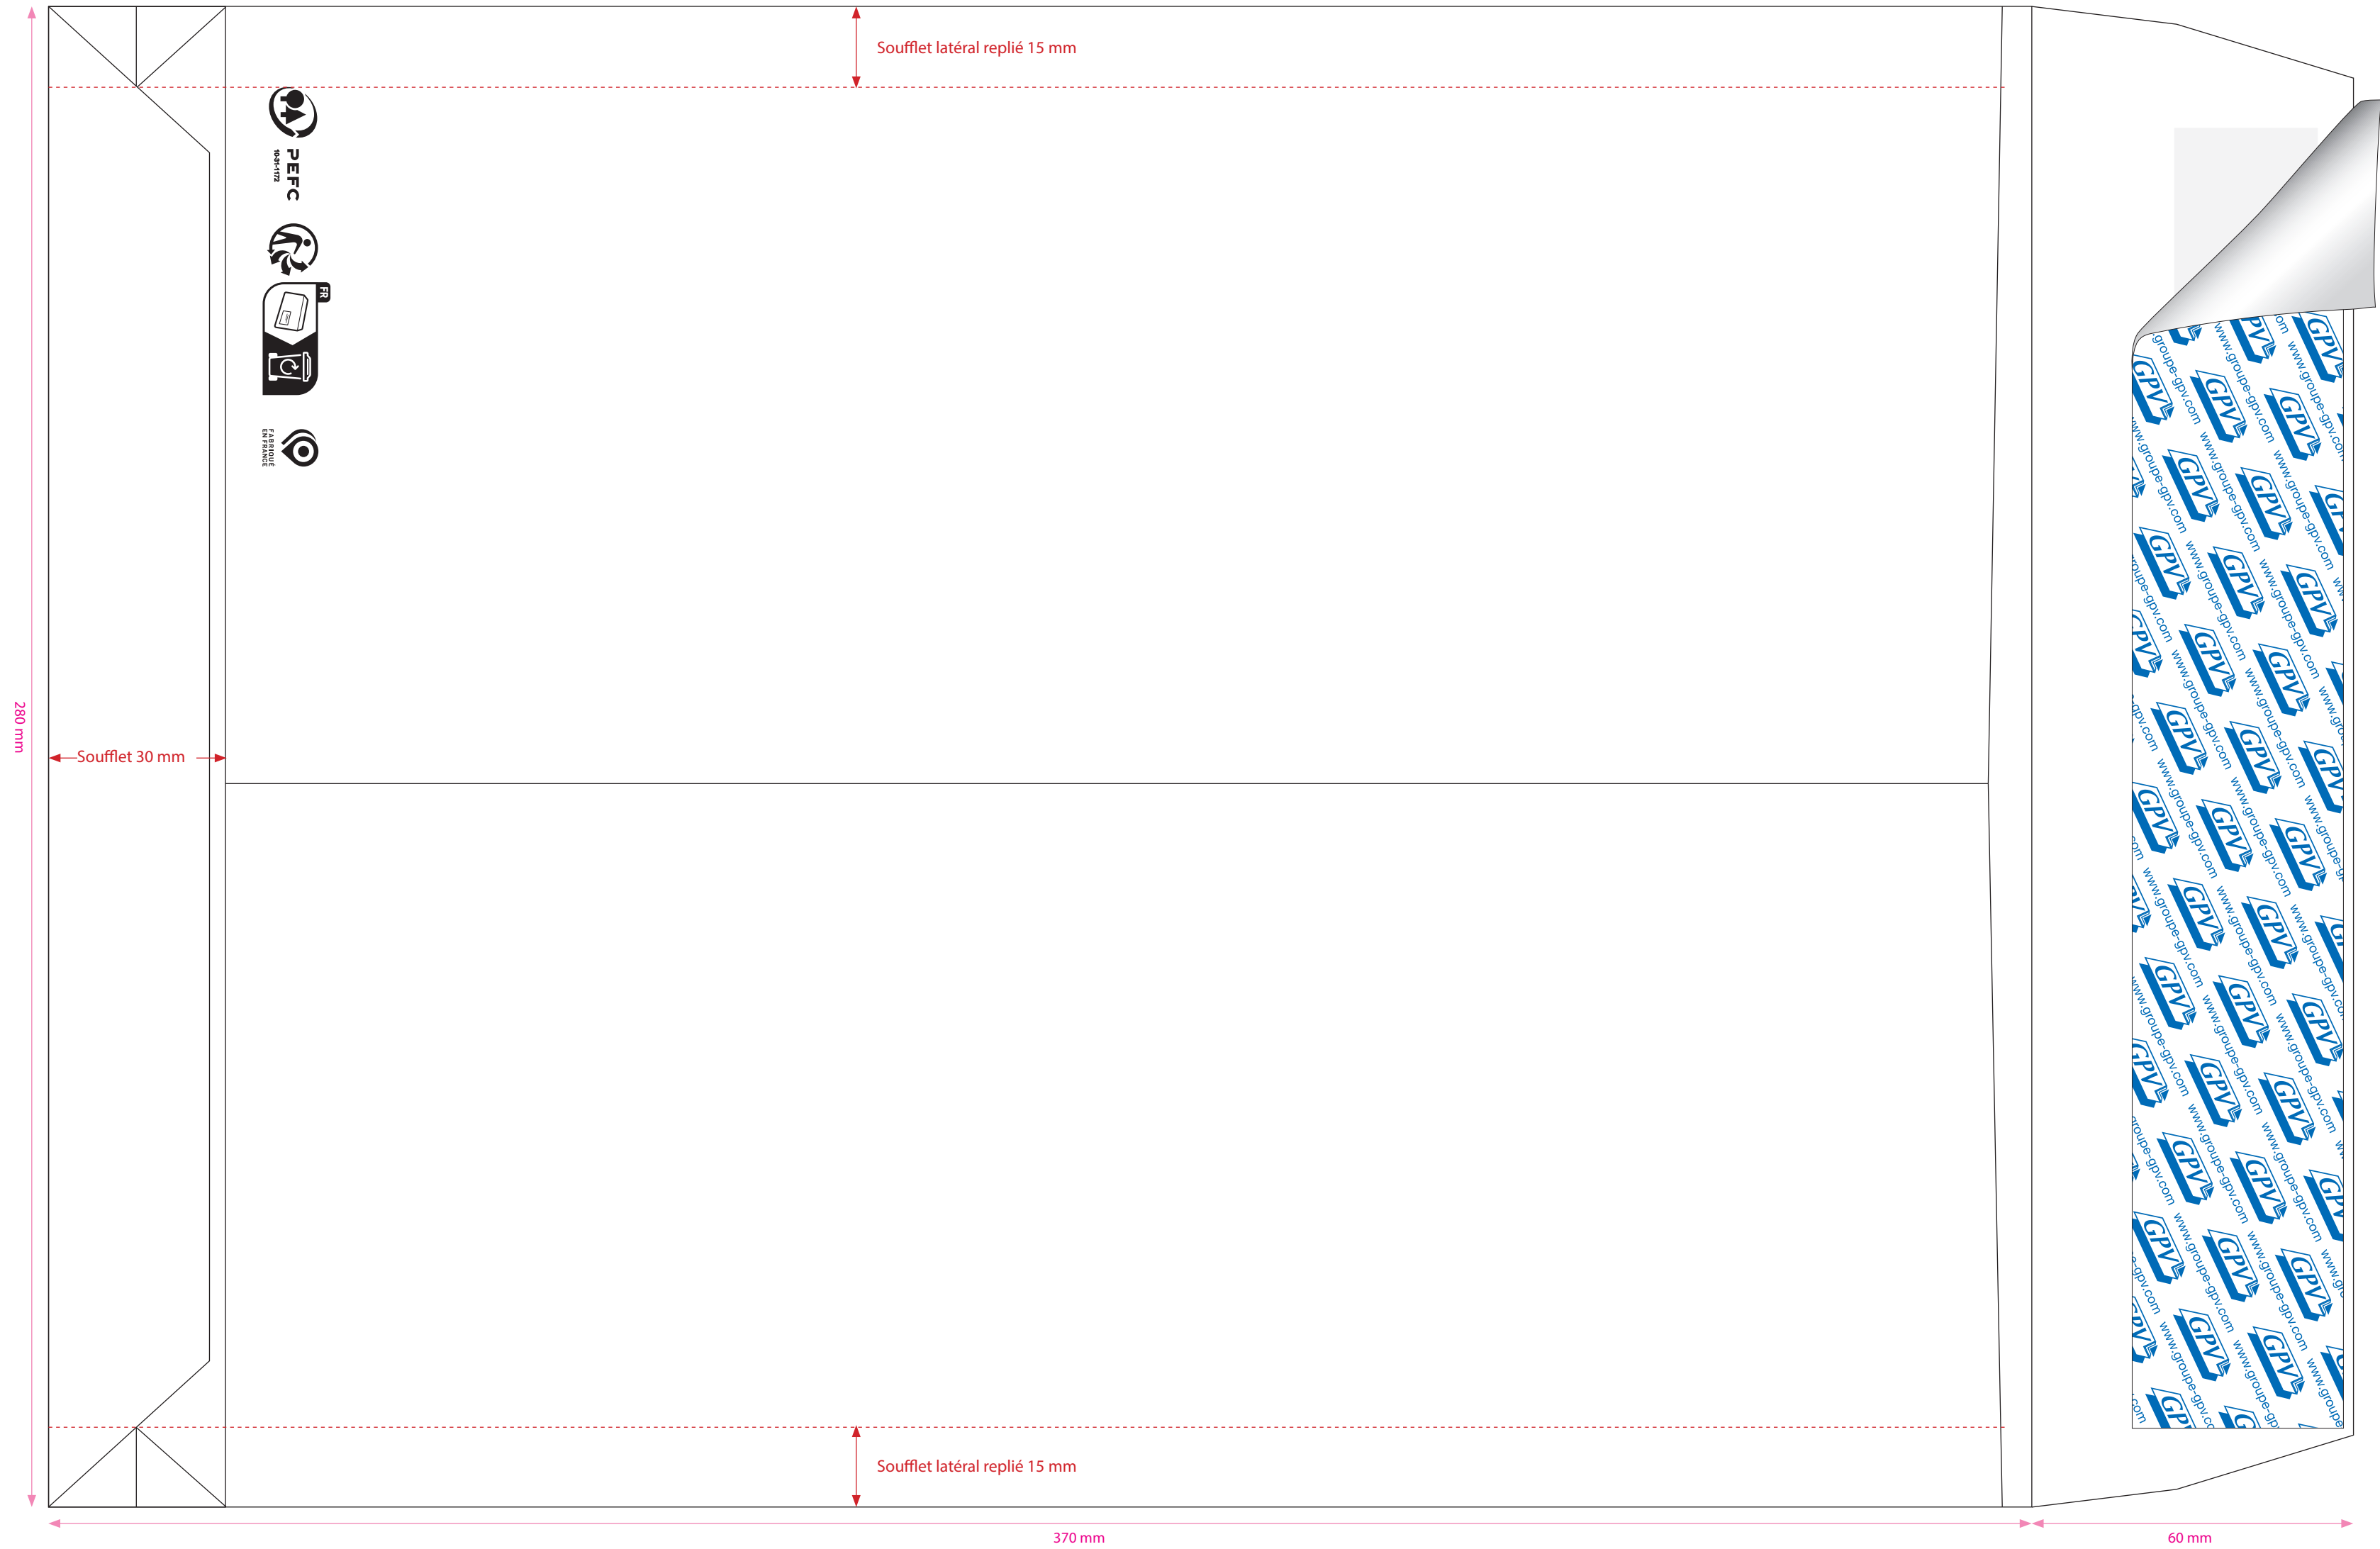 Soufflet latéral replié 15 mm
PEFC
10-31-1172
FR
FABRIQUÉ
EN FRANCE
280 mm
Soufflet 30 mm
GPV
www.groupe-gpv.com
Soufflet latéral replié 15 mm
370 mm
60 mm